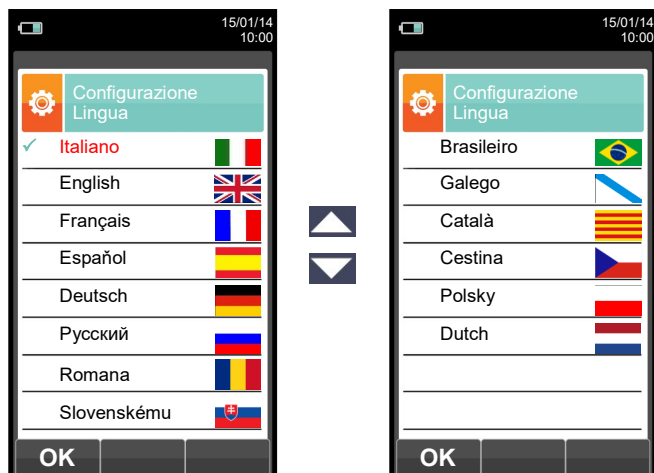 15/01/14
10:00
Configurazione
Lingua
Italiano
English
Français
Espaňol
Deutsch
Русский
Romana
Slovenskému
OK
15/01/14
10:00
Configurazione
Lingua
Brasileiro
Galego
Català
Cestina
Polsky
Dutch
OK